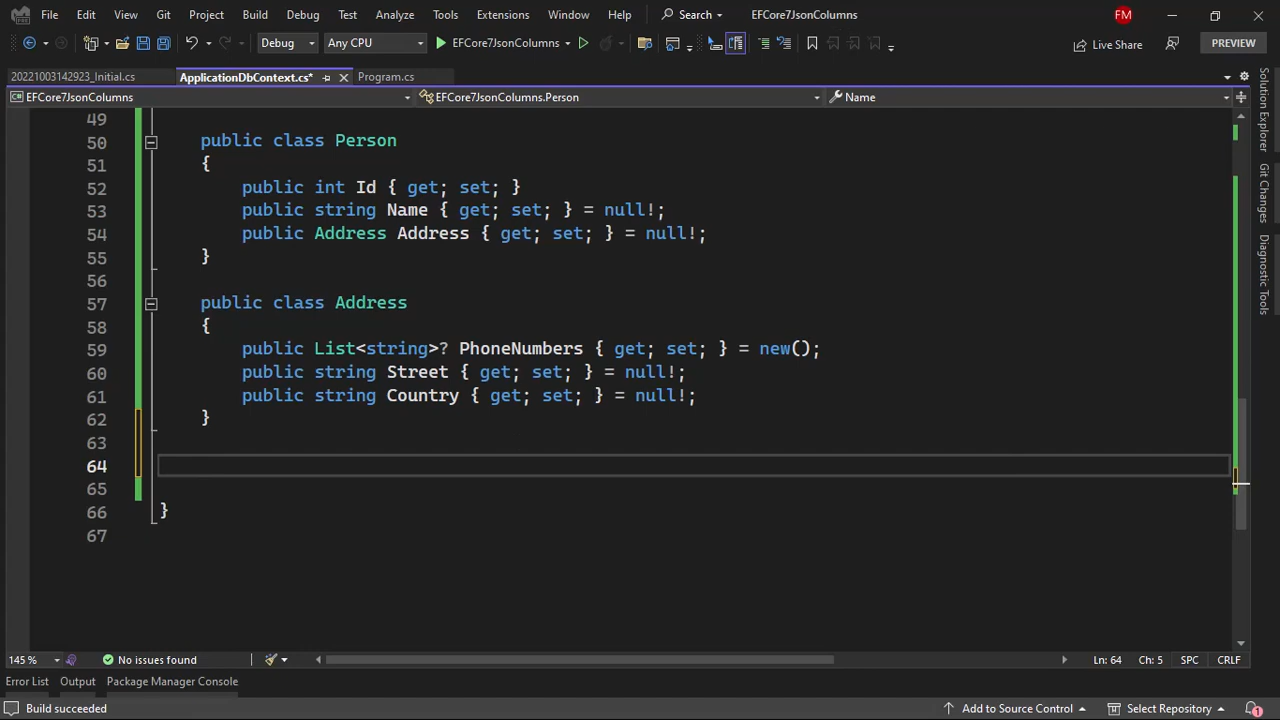 File Edit View Git Project Build Debug Test Analyze Tools Extensions Window Help Search EFCore7JsonColumns FM
Debug Any CPU EFCore7JsonColumns Live Share PREVIEW
20221003142923_Initial.cs ApplicationDbContext.cs* Program.cs
EFCore7JsonColumns EFCore7JsonColumns.Person Name
49
50 public class Person
51 {
52 public int Id { get; set; }
53 public string Name { get; set; } = null!;
54 public Address Address { get; set; } = null!;
55 }
56
57 public class Address
58 {
59 public List<string>? PhoneNumbers { get; set; } = new();
60 public string Street { get; set; } = null!;
61 public string Country { get; set; } = null!;
62 }
63
64
65
66 }
67
Solution Explorer
Git Changes
Diagnostic Tools
145 % No issues found Ln: 64 Ch: 5 SPC CRLF
Error List Output Package Manager Console
Build succeeded Add to Source Control Select Repository 1